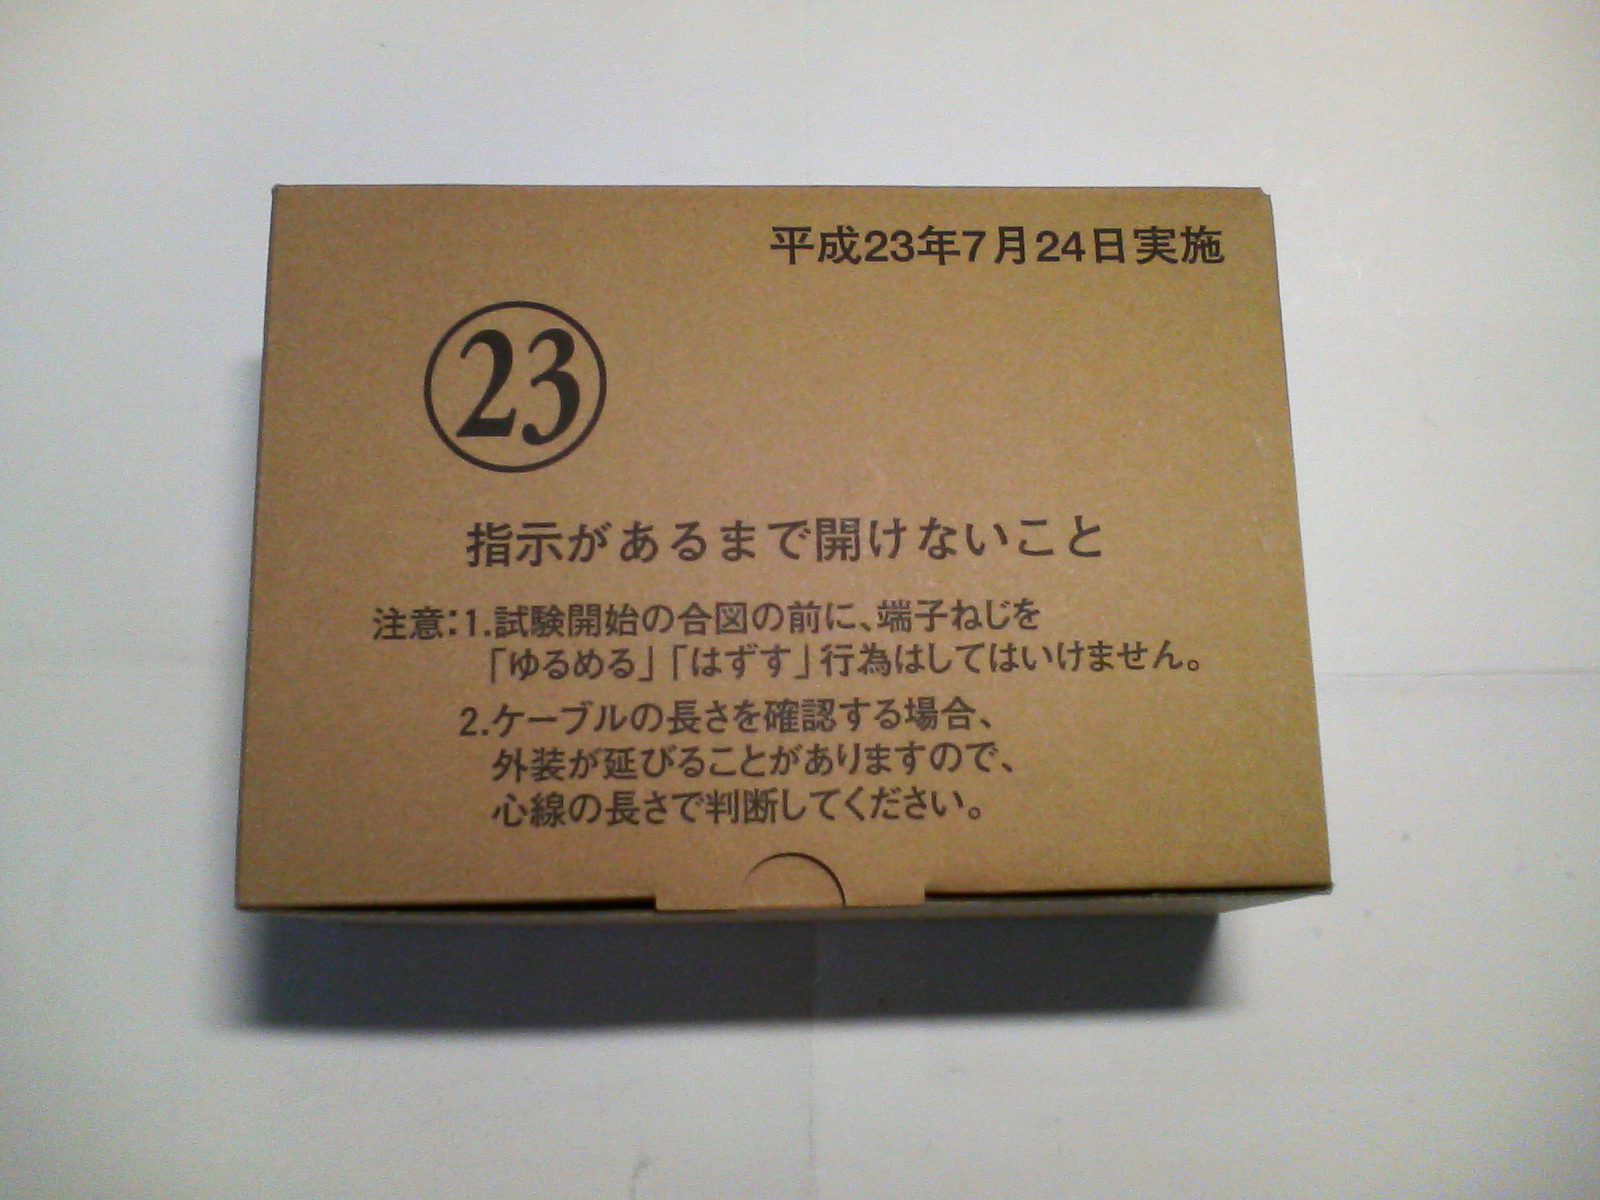 平成23年7月24日実施
㉓
指示があるまで開けないこと
注意:1.試験開始の合図の前に、端子ねじを
「ゆるめる」「はずす」行為はしてはいけません。
2.ケーブルの長さを確認する場合、
外装が延びることがありますので、
心線の長さで判断してください。